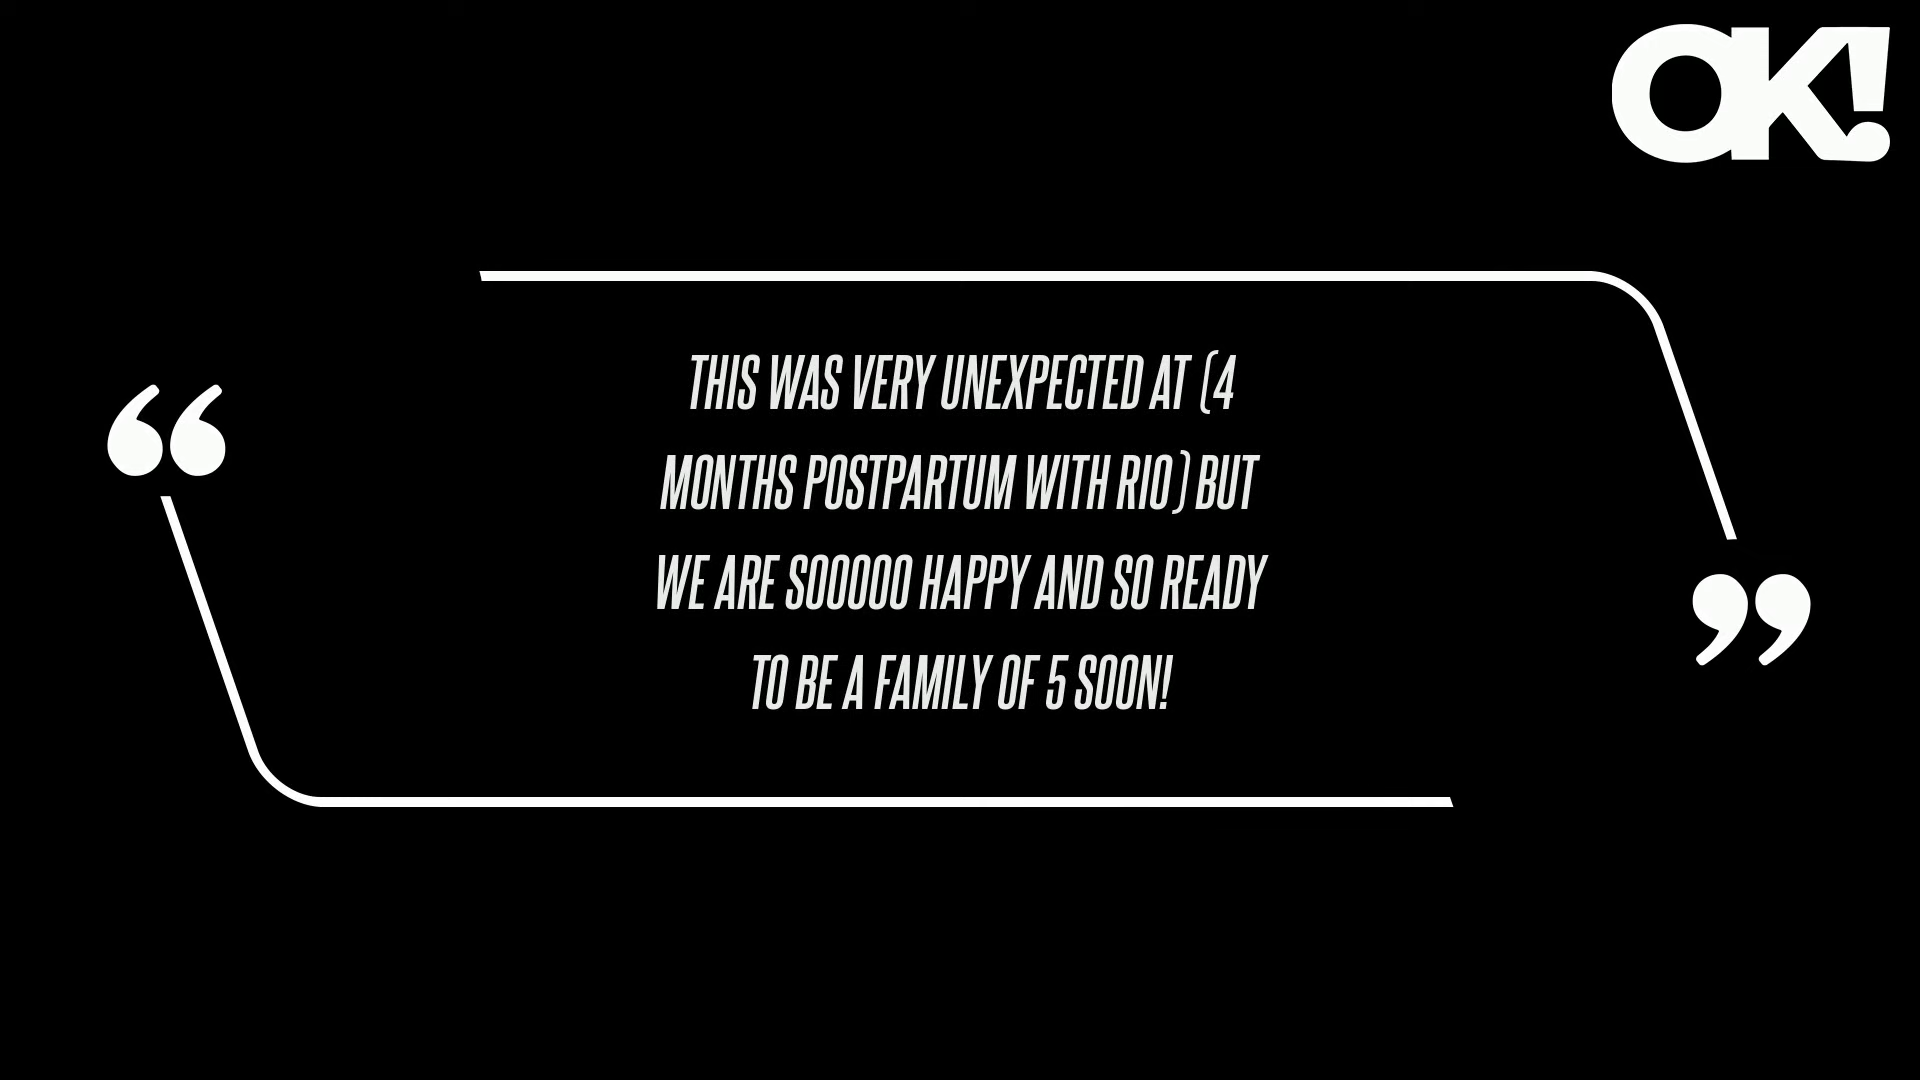 OK!
“
THIS WAS VERY UNEXPECTED AT (4
MONTHS POSTPARTUM WITH RIO) BUT
WE ARE SOOOOO HAPPY AND SO READY
TO BE A FAMILY OF 5 SOON!
”